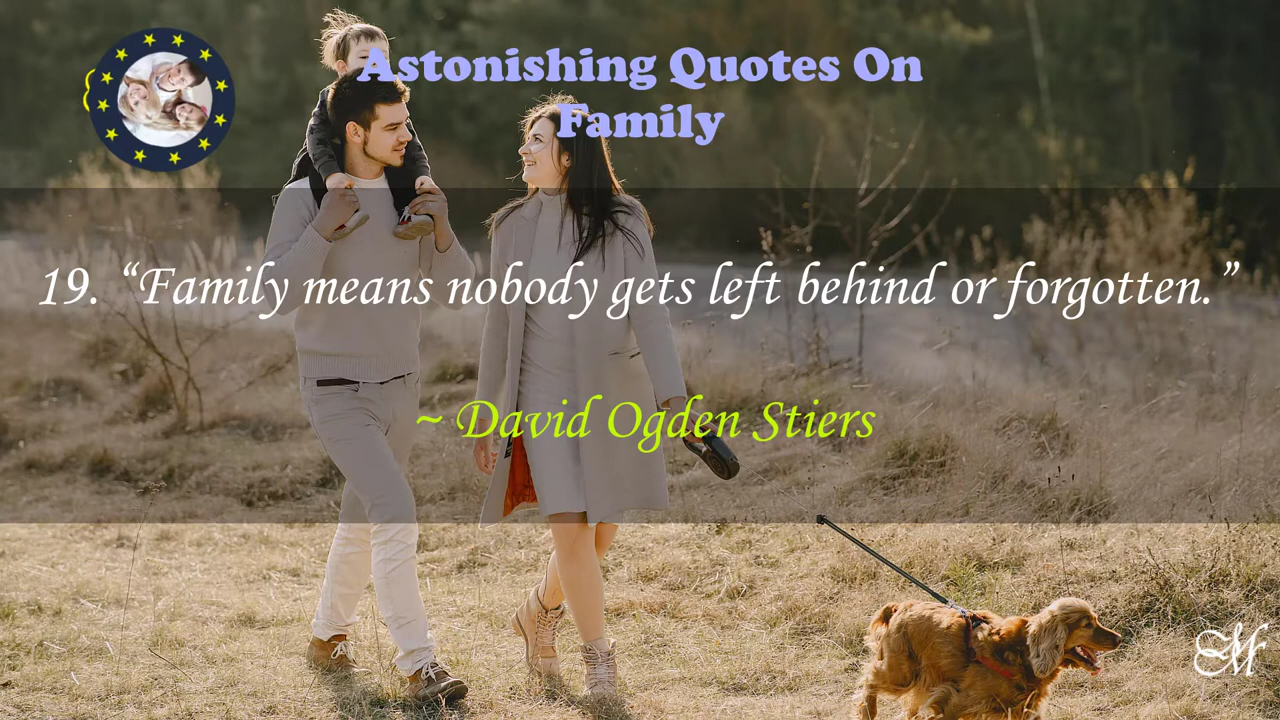 Astonishing Quotes On
Family
19. “Family means nobody gets left behind or forgotten.”
~ David Ogden Stiers
M